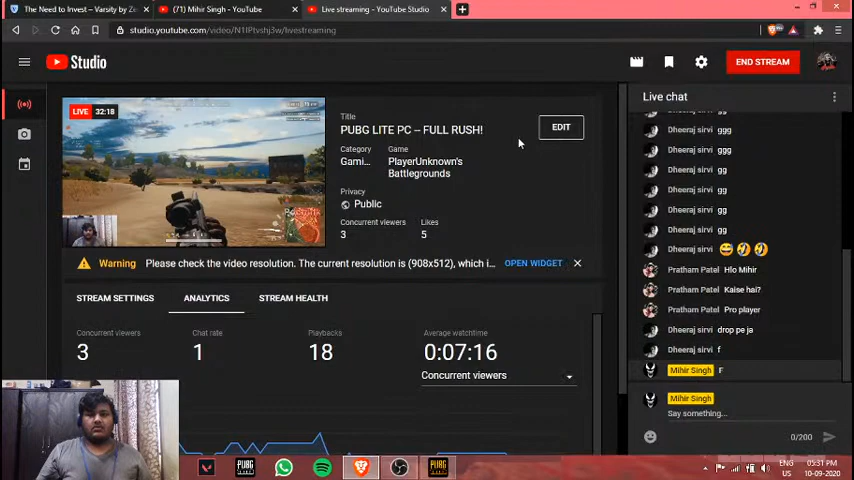 The Need to Invest – Varsity by Ze
(71) Mihir Singh - YouTube
Live streaming - YouTube Studio
studio.youtube.com/video/N1IPtvshj3w/livestreaming
Studio
END STREAM
LIVE 32:18
Title
PUBG LITE PC – FULL RUSH!
EDIT
Category
Game
Gami...
PlayerUnknown's
Battlegrounds
Privacy
Public
Concurrent viewers
Likes
3
5
Warning Please check the video resolution. The current resolution is (908x512), which i...
OPEN WIDGET
STREAM SETTINGS
ANALYTICS
STREAM HEALTH
Concurrent viewers
Chat rate
Playbacks
Average watchtime
3
1
18
0:07:16
Concurrent viewers
Live chat
Dheeraj sirvi ggg
Dheeraj sirvi ggg
Dheeraj sirvi gg
Dheeraj sirvi gg
Dheeraj sirvi gg
Dheeraj sirvi gg
Dheeraj sirvi 😅🤣🤣
Pratham Patel Hlo Mihir
Pratham Patel Kaise hai?
Pratham Patel Pro player
Dheeraj sirvi drop pe ja
Dheeraj sirvi f
Mihir Singh F
Mihir Singh
Say something...
0/200
PUBG
PUBG
ENG
US
05:31 PM
10-09-2020